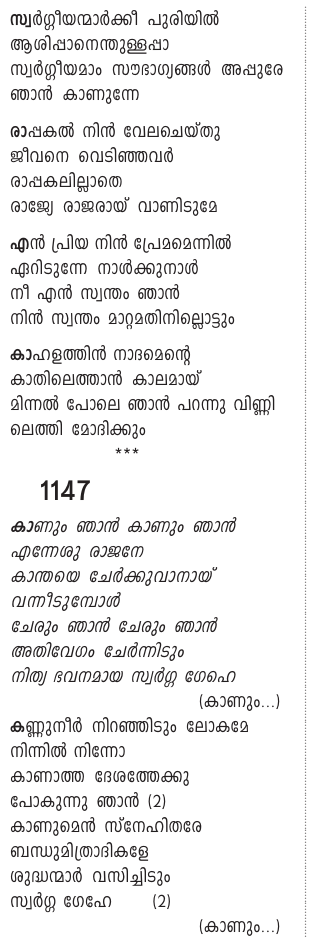 സ്വർഗ്ഗീയന്മാർക്കീ പുരിയിൽ
ആശിപ്പാനെന്തുള്ളപ്പാ
സ്വർഗ്ഗീയമാം സൗഭാഗ്യങ്ങൾ അപ്പുരേ
ഞാൻ കാണുന്നേ
രാപ്പകൽ നിൻ വേലചെയ്തു
ജീവനെ വെടിഞ്ഞവർ
രാപ്പകലില്ലാതെ
രാജ്യേ രാജരായ് വാണിടുമേ
എൻ പ്രിയ നിൻ പ്രേമമെന്നിൽ
ഏറിടുന്നേ നാൾക്കുനാൾ
നീ എൻ സ്വന്തം ഞാൻ
നിൻ സ്വന്തം മാറ്റമതിനില്ലൊട്ടും
കാഹളത്തിൻ നാദമെന്റെ
കാതിലെത്താൻ കാലമായ്
മിന്നൽ പോലെ ഞാൻ പറന്നു വിണ്ണി
ലെത്തി മോദിക്കും
***
1147
കാണും ഞാൻ കാണും ഞാൻ
എന്നേശു രാജനേ
കാന്തയെ ചേർക്കുവാനായ്
വന്നീടുമ്പോൾ
ചേരും ഞാൻ ചേരും ഞാൻ
അതിവേഗം ചേർന്നിടും
നിത്യ ഭവനമായ സ്വർഗ്ഗ ഗേഹെ
(കാണും...)
കണ്ണുനീർ നിറഞ്ഞിടും ലോകമേ
നിന്നിൽ നിന്നോ
കാണാത്ത ദേശത്തേക്കു
പോകുന്നു ഞാൻ (2)
കാണുമെൻ സ്നേഹിതരേ
ബന്ധുമിത്രാദികളേ
ശുദ്ധന്മാർ വസിച്ചിടും
സ്വർഗ്ഗ ഗേഹേ (2)
(കാണും...)